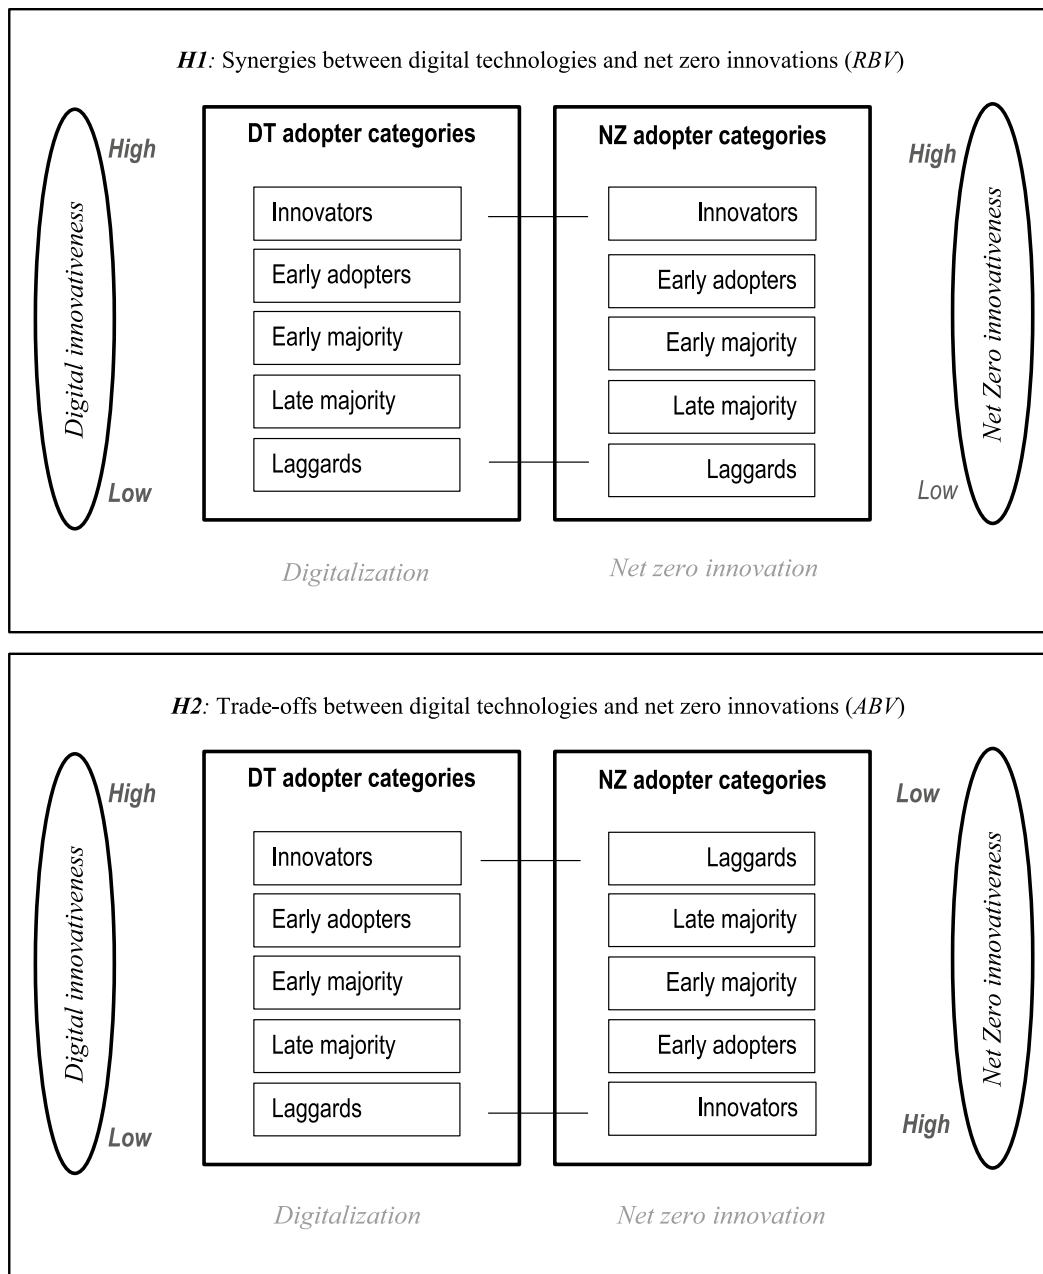 H1: Synergies between digital technologies and net zero innovations (RBV)
Digital innovativeness
High
Low
DT adopter categories
Innovators
Early adopters
Early majority
Late majority
Laggards
NZ adopter categories
Innovators
Early adopters
Early majority
Late majority
Laggards
High
Low
Net Zero innovativeness
Digitalization
Net zero innovation
H2: Trade-offs between digital technologies and net zero innovations (ABV)
Digital innovativeness
High
Low
DT adopter categories
Innovators
Early adopters
Early majority
Late majority
Laggards
NZ adopter categories
Laggards
Late majority
Early majority
Early adopters
Innovators
Low
High
Net Zero innovativeness
Digitalization
Net zero innovation